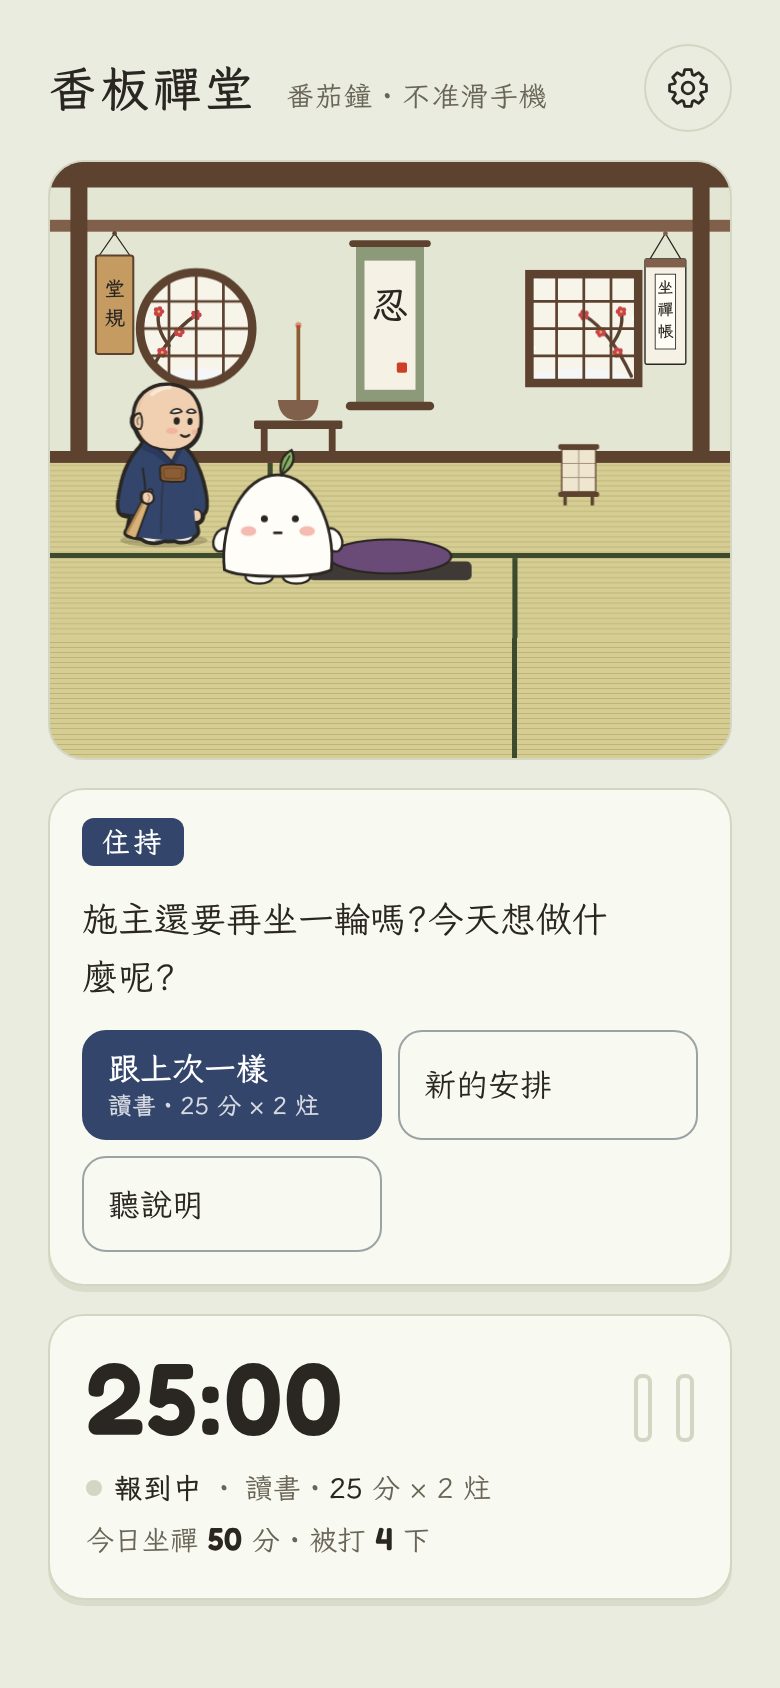 香板禪堂 番茄鐘・不准滑手機
堂規
忍
坐禪帳
住持
施主還要再坐一輪嗎?今天想做什
麼呢?
跟上次一樣
讀書・25 分 × 2 炷
新的安排
聽說明
25:00
報到中 ・ 讀書・25 分 × 2 炷
今日坐禪 50 分・被打 4 下